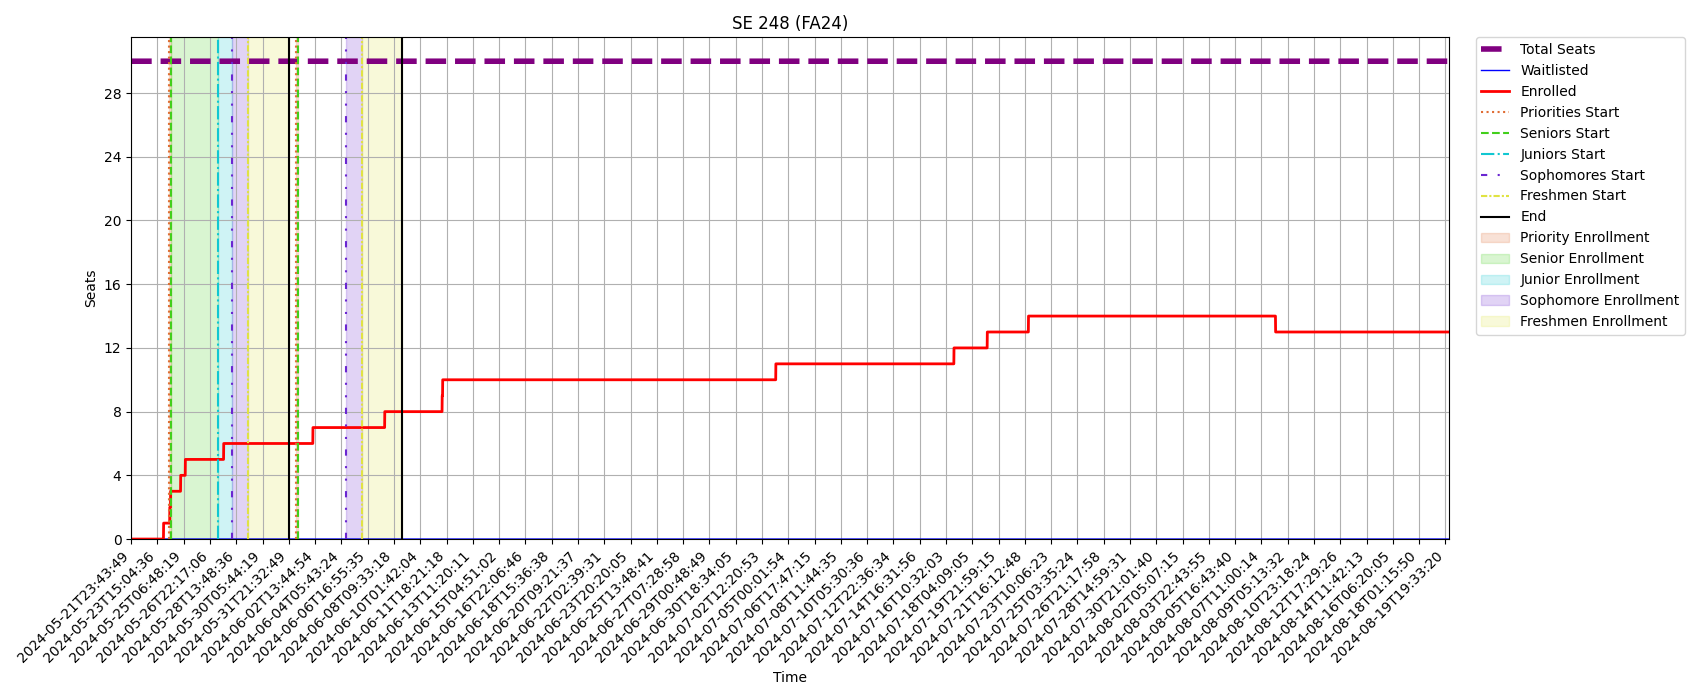 SE 248 (FA24)
Total Seats
Waitlisted
Enrolled
Priorities Start
Seniors Start
Juniors Start
Sophomores Start
Freshmen Start
End
Priority Enrollment
Senior Enrollment
Junior Enrollment
Sophomore Enrollment
Freshmen Enrollment
Seats
28
24
20
16
12
8
4
0
2024-05-21T23:43:49
2024-05-23T15:04:36
2024-05-25T06:48:19
2024-05-26T22:17:06
2024-05-28T13:48:36
2024-05-30T05:44:19
2024-05-31T21:32:49
2024-06-02T13:44:54
2024-06-04T05:43:24
2024-06-06T16:55:35
2024-06-08T09:33:18
2024-06-10T01:42:04
2024-06-11T18:21:18
2024-06-13T11:20:11
2024-06-15T04:51:02
2024-06-16T22:06:46
2024-06-18T15:36:38
2024-06-20T09:21:37
2024-06-22T02:39:31
2024-06-23T20:20:05
2024-06-25T13:48:41
2024-06-27T07:28:58
2024-06-29T00:48:49
2024-06-30T18:34:05
2024-07-02T12:20:53
2024-07-05T00:01:54
2024-07-06T17:47:15
2024-07-08T11:44:35
2024-07-10T05:30:36
2024-07-12T22:36:34
2024-07-14T16:31:56
2024-07-16T10:32:03
2024-07-18T04:09:05
2024-07-19T21:59:15
2024-07-21T16:12:48
2024-07-23T10:06:23
2024-07-25T03:35:24
2024-07-26T21:17:58
2024-07-28T14:59:31
2024-07-30T21:01:40
2024-08-02T05:07:15
2024-08-03T22:43:55
2024-08-05T16:43:40
2024-08-07T11:00:14
2024-08-09T05:13:32
2024-08-10T23:18:24
2024-08-12T17:29:26
2024-08-14T11:42:13
2024-08-16T06:20:05
2024-08-18T01:15:50
2024-08-19T19:33:20
Time